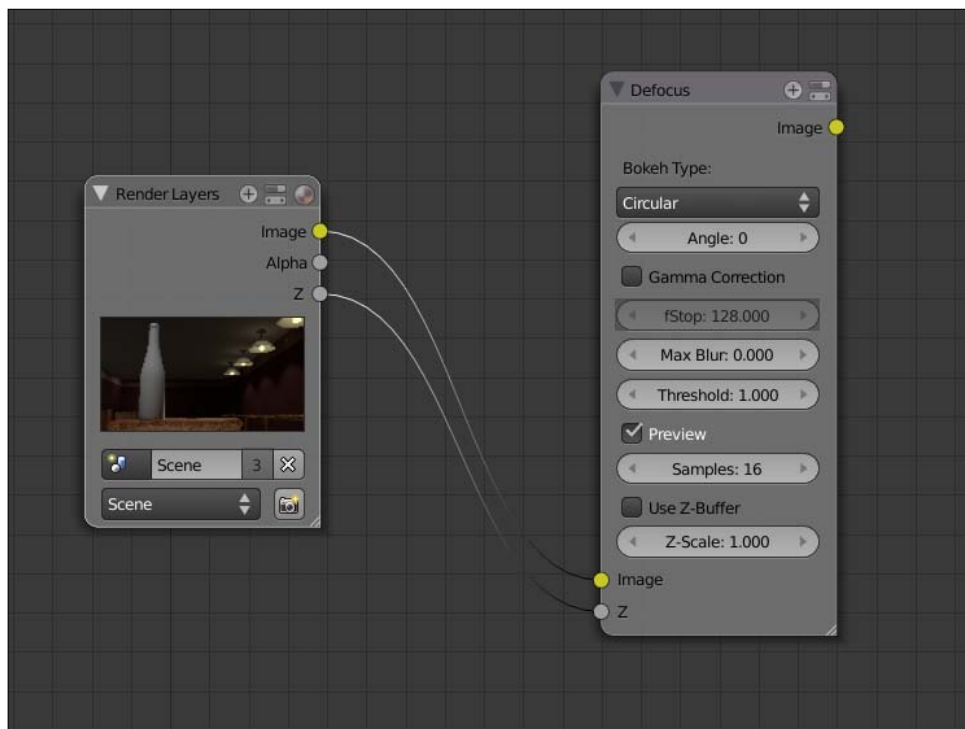 Render Layers
Image
Alpha
Z
Scene 3
Scene
Defocus
Image
Bokeh Type:
Circular
Angle: 0
Gamma Correction
fStop: 128.000
Max Blur: 0.000
Threshold: 1.000
Preview
Samples: 16
Use Z-Buffer
Z-Scale: 1.000
Image
Z